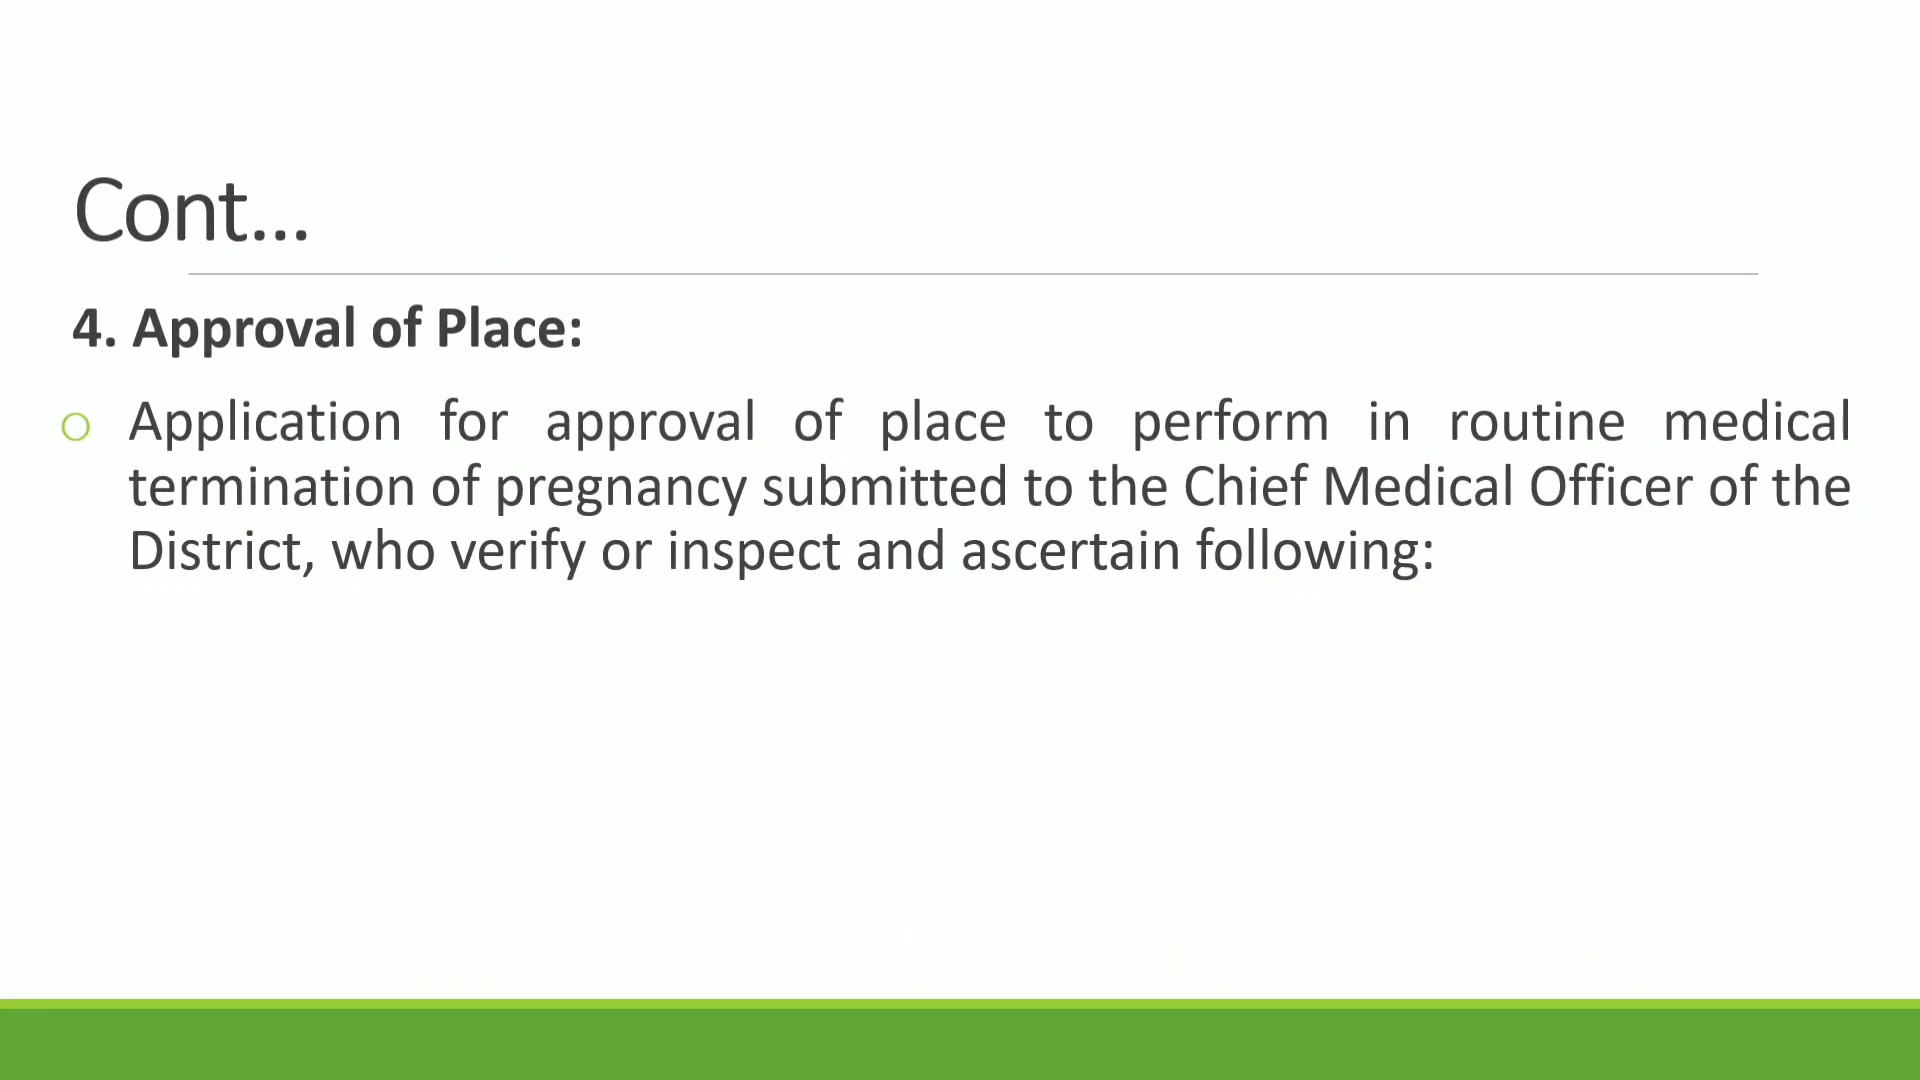 Cont...
4. Approval of Place:
Application for approval of place to perform in routine medical
termination of pregnancy submitted to the Chief Medical Officer of the
District, who verify or inspect and ascertain following: